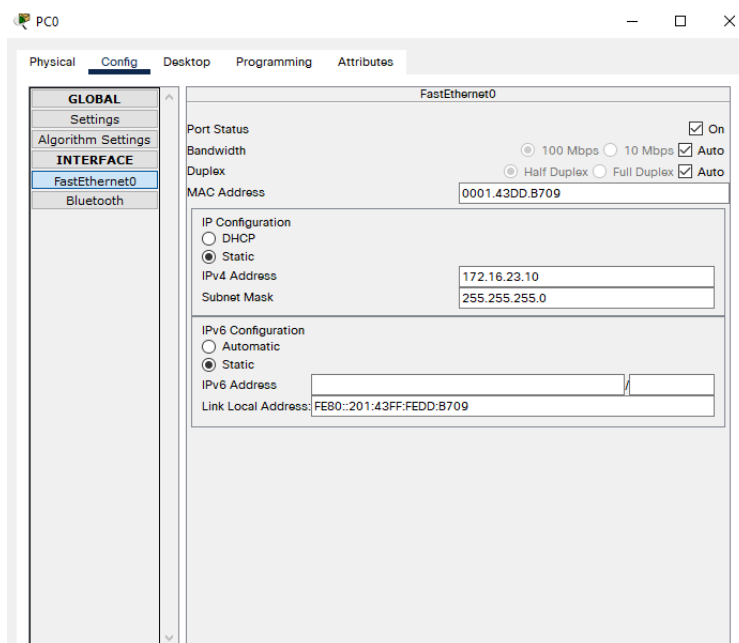 PC0
Physical Config Desktop Programming Attributes
GLOBAL
Settings
Algorithm Settings
INTERFACE
FastEthernet0
Bluetooth
FastEthernet0
Port Status On
Bandwidth 100 Mbps 10 Mbps Auto
Duplex Half Duplex Full Duplex Auto
MAC Address 0001.43DD.B709
IP Configuration
DHCP
Static
IPv4 Address 172.16.23.10
Subnet Mask 255.255.255.0
IPv6 Configuration
Automatic
Static
IPv6 Address /
Link Local Address: FE80::201:43FF:FEDD:B709